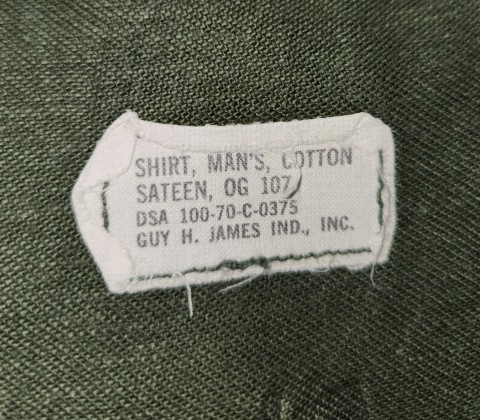 SHIRT, MAN'S, COTTON
SATEEN, OG 107
DSA 100-70-C-0375
GUY H. JAMES IND., INC.